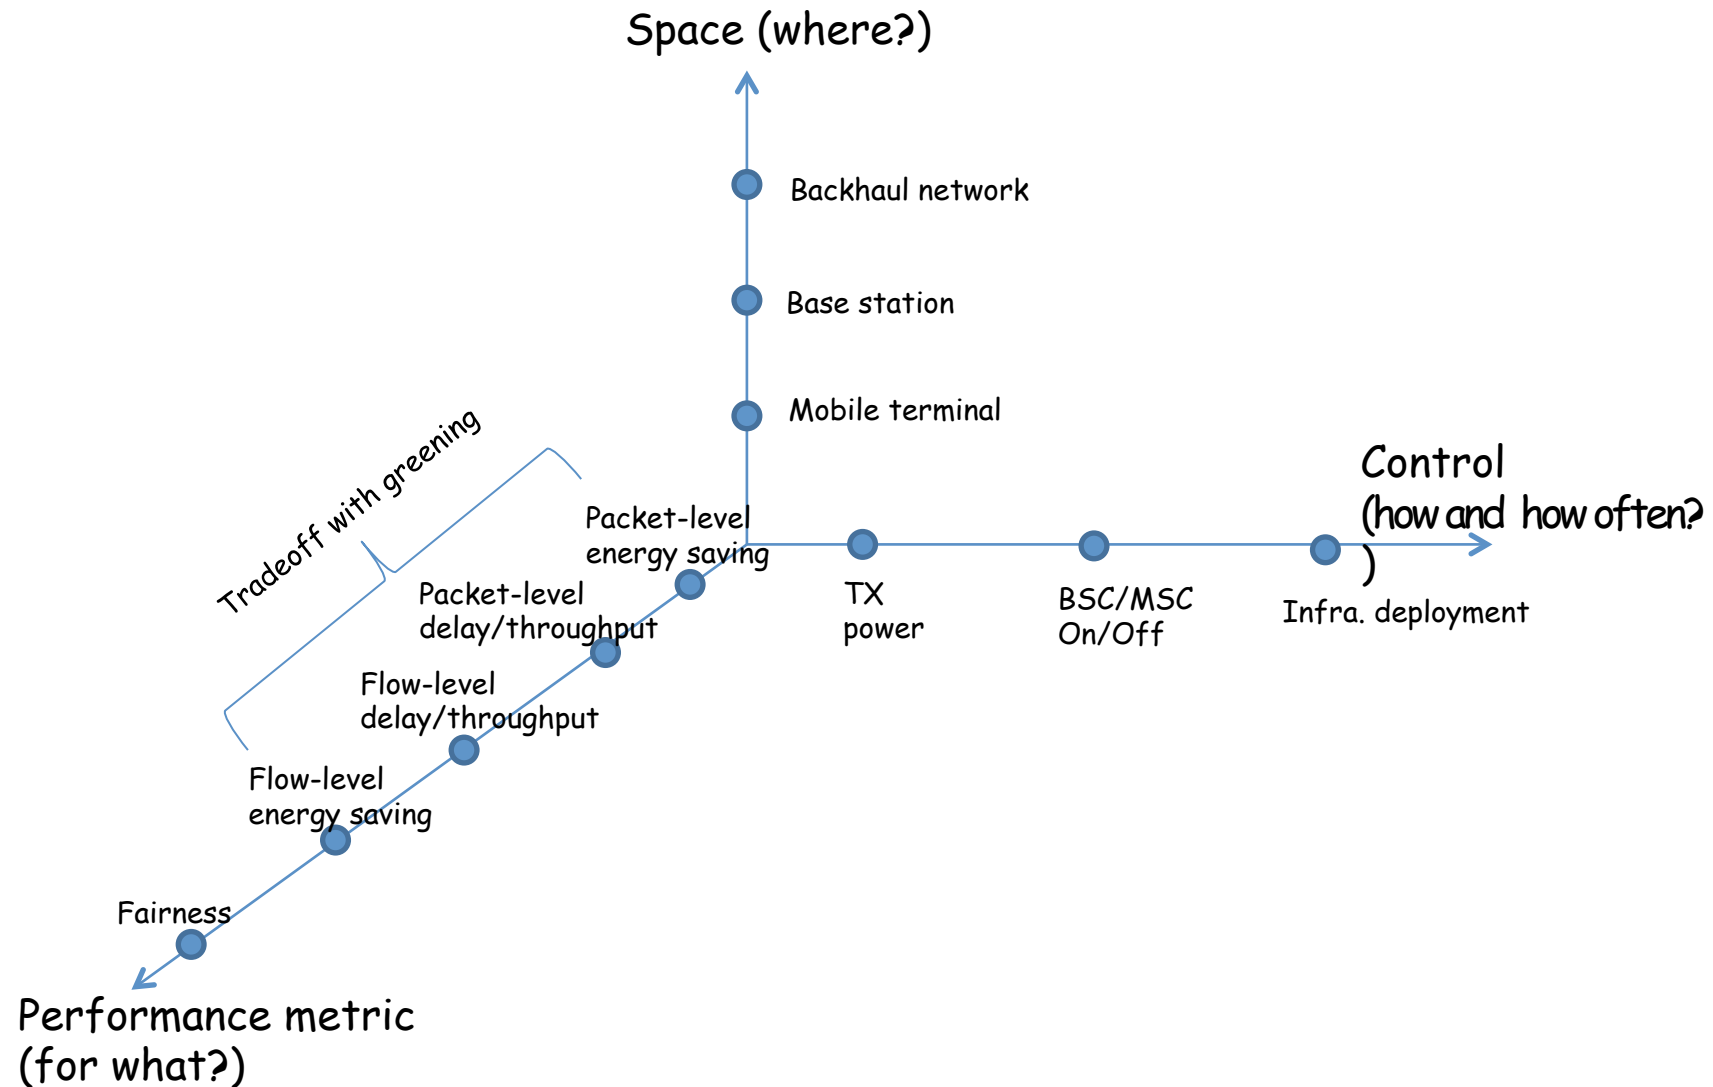 Space (where?)
Backhaul network
Base station
Mobile terminal
Control
(how and how often?
)
Tradeoff with greening
Packet-level
energy saving
Packet-level
delay/throughput
Flow-level
delay/throughput
Flow-level
energy saving
Fairness
TX
power
BSC/MSC
On/Off
Infra. deployment
Performance metric
(for what?)